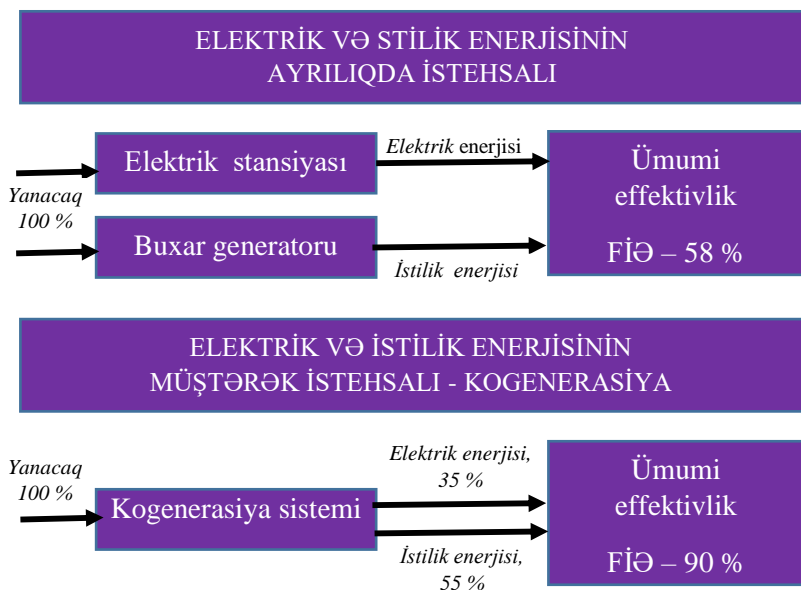 ELEKTRİK VƏ STİLİK ENERJİSİNİN
AYRILIQDA İSTEHSALI
Yanacaq
100 %
Elektrik stansiyası
Elektrik enerjisi
Buxar generatoru
İstilik enerjisi
Ümumi
effektivlik
FİƏ – 58 %
ELEKTRİK VƏ İSTİLİK ENERJİSİNİN
MÜŞTƏRƏK İSTEHSALI - KOGENERASİYA
Yanacaq
100 %
Kogenerasiya sistemi
Elektrik enerjisi,
35 %
İstilik enerjisi,
55 %
Ümumi
effektivlik
FİƏ – 90 %